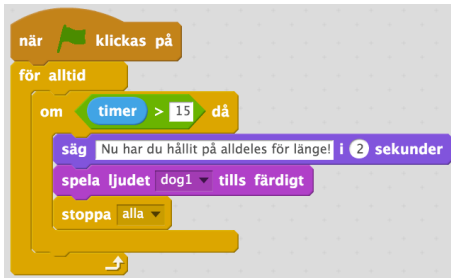 när klickas på
för alltid
om timer > 15 då
säg Nu har du hållit på alldeles för länge! i 2 sekunder
spela ljudet dog1 tills färdigt
stoppa alla